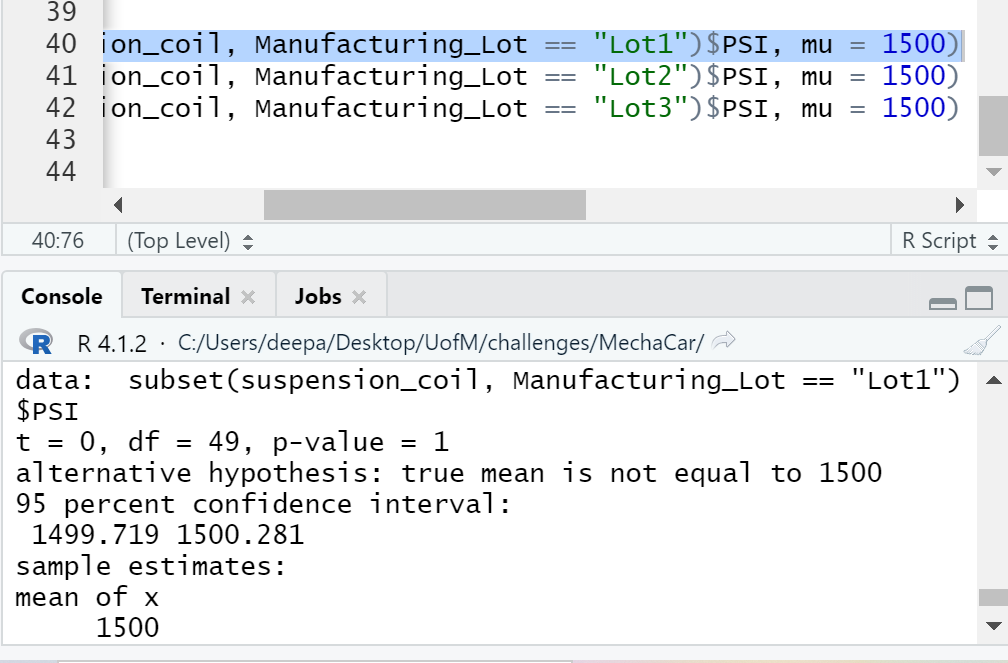 39
40 ion_coil, Manufacturing_Lot == "Lot1")$PSI, mu = 1500)
41 ion_coil, Manufacturing_Lot == "Lot2")$PSI, mu = 1500)
42 ion_coil, Manufacturing_Lot == "Lot3")$PSI, mu = 1500)
43
44
40:76 (Top Level) R Script
Console Terminal Jobs
R R 4.1.2 · C:/Users/deepa/Desktop/UofM/challenges/MechaCar/
data:  subset(suspension_coil, Manufacturing_Lot == "Lot1")
$PSI
t = 0, df = 49, p-value = 1
alternative hypothesis: true mean is not equal to 1500
95 percent confidence interval:
 1499.719 1500.281
sample estimates:
mean of x
     1500